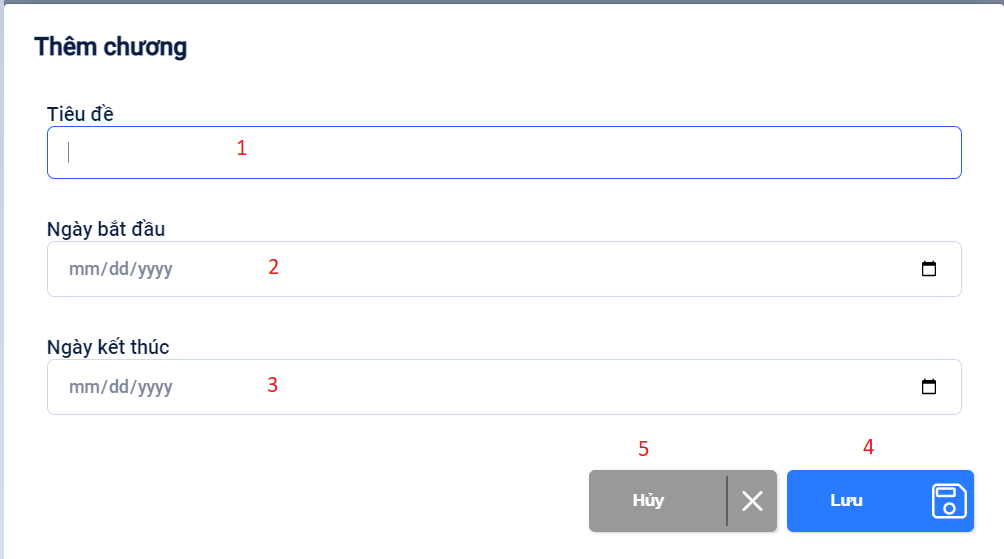 Thêm chương
Tiêu đề
1
Ngày bắt đầu
mm/dd/yyyy 2
Ngày kết thúc
mm/dd/yyyy 3
5 4
Hủy Lưu